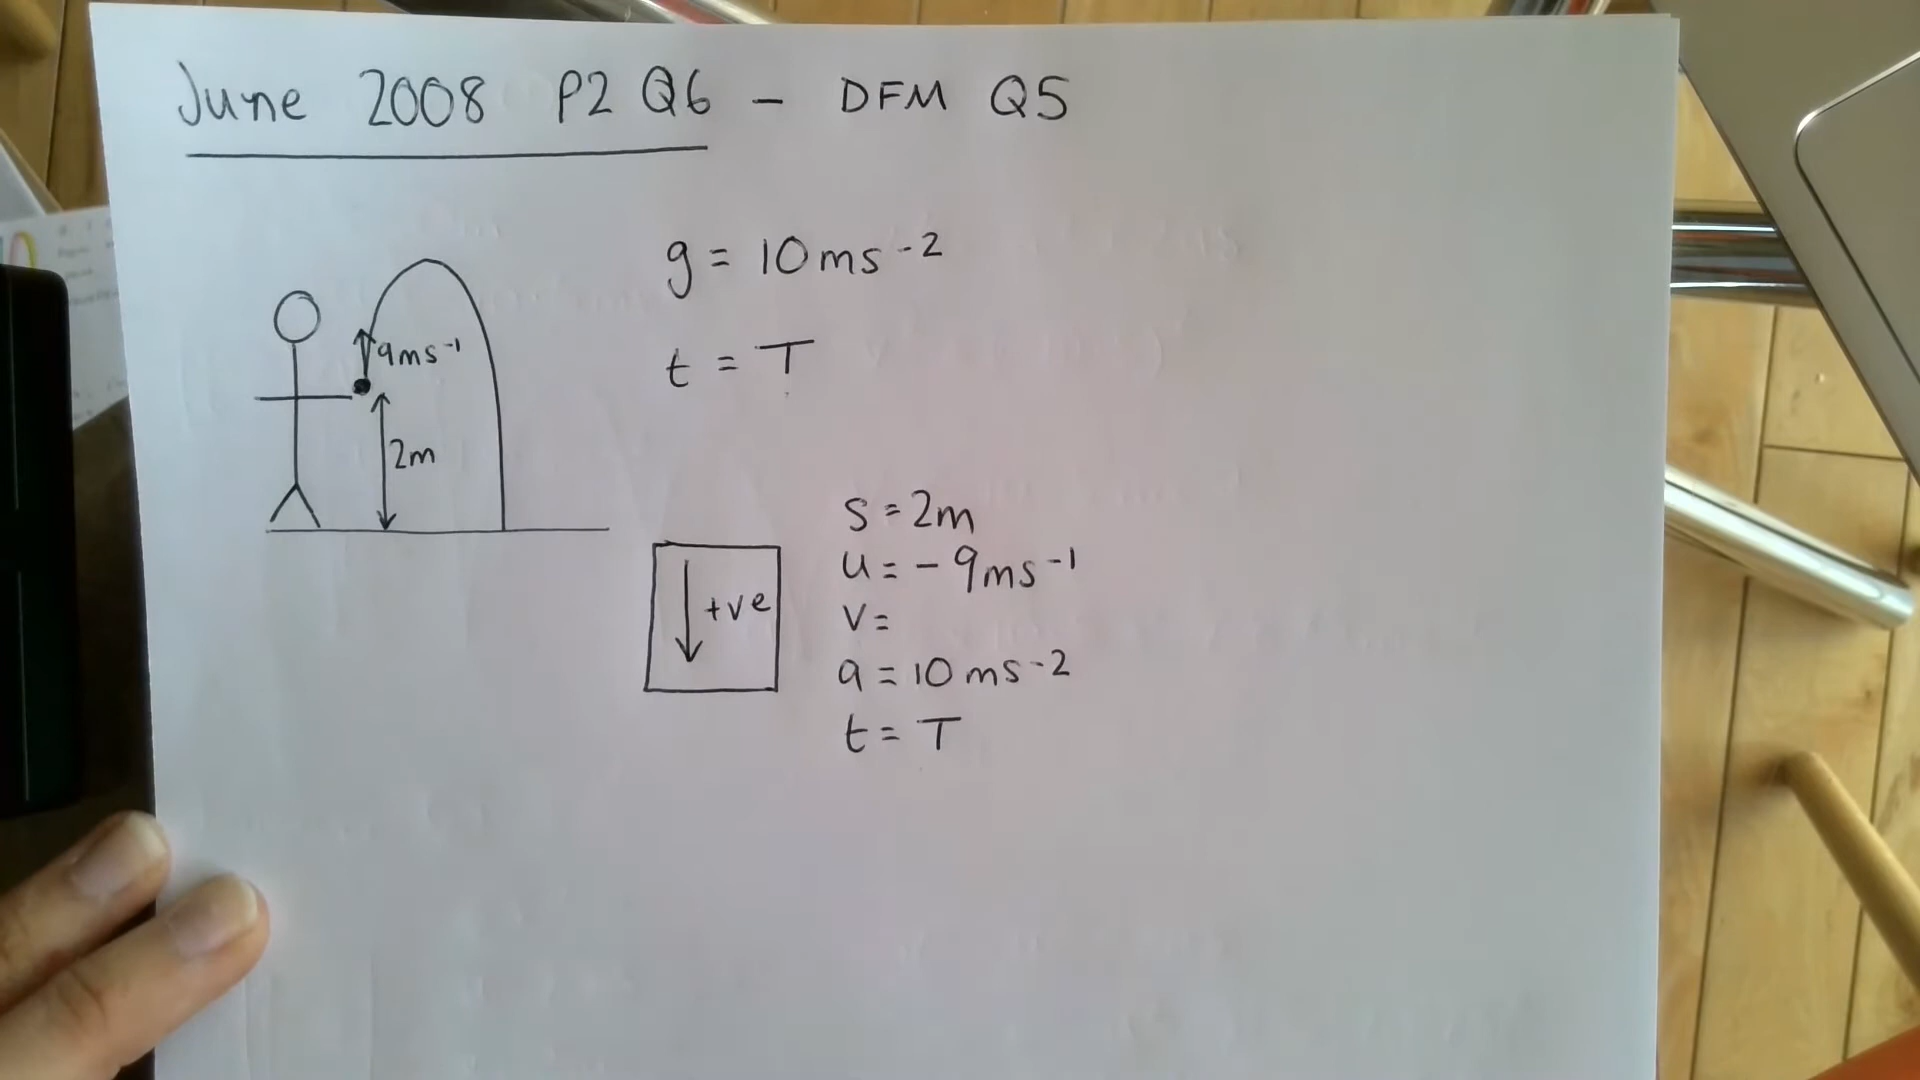 June 2008 P2 Q6 - DFM Q5
g = 10ms⁻²
9ms⁻¹
t = T
2m
s = 2m
u = - 9ms⁻¹
+ve
v =
a = 10ms⁻²
t = T